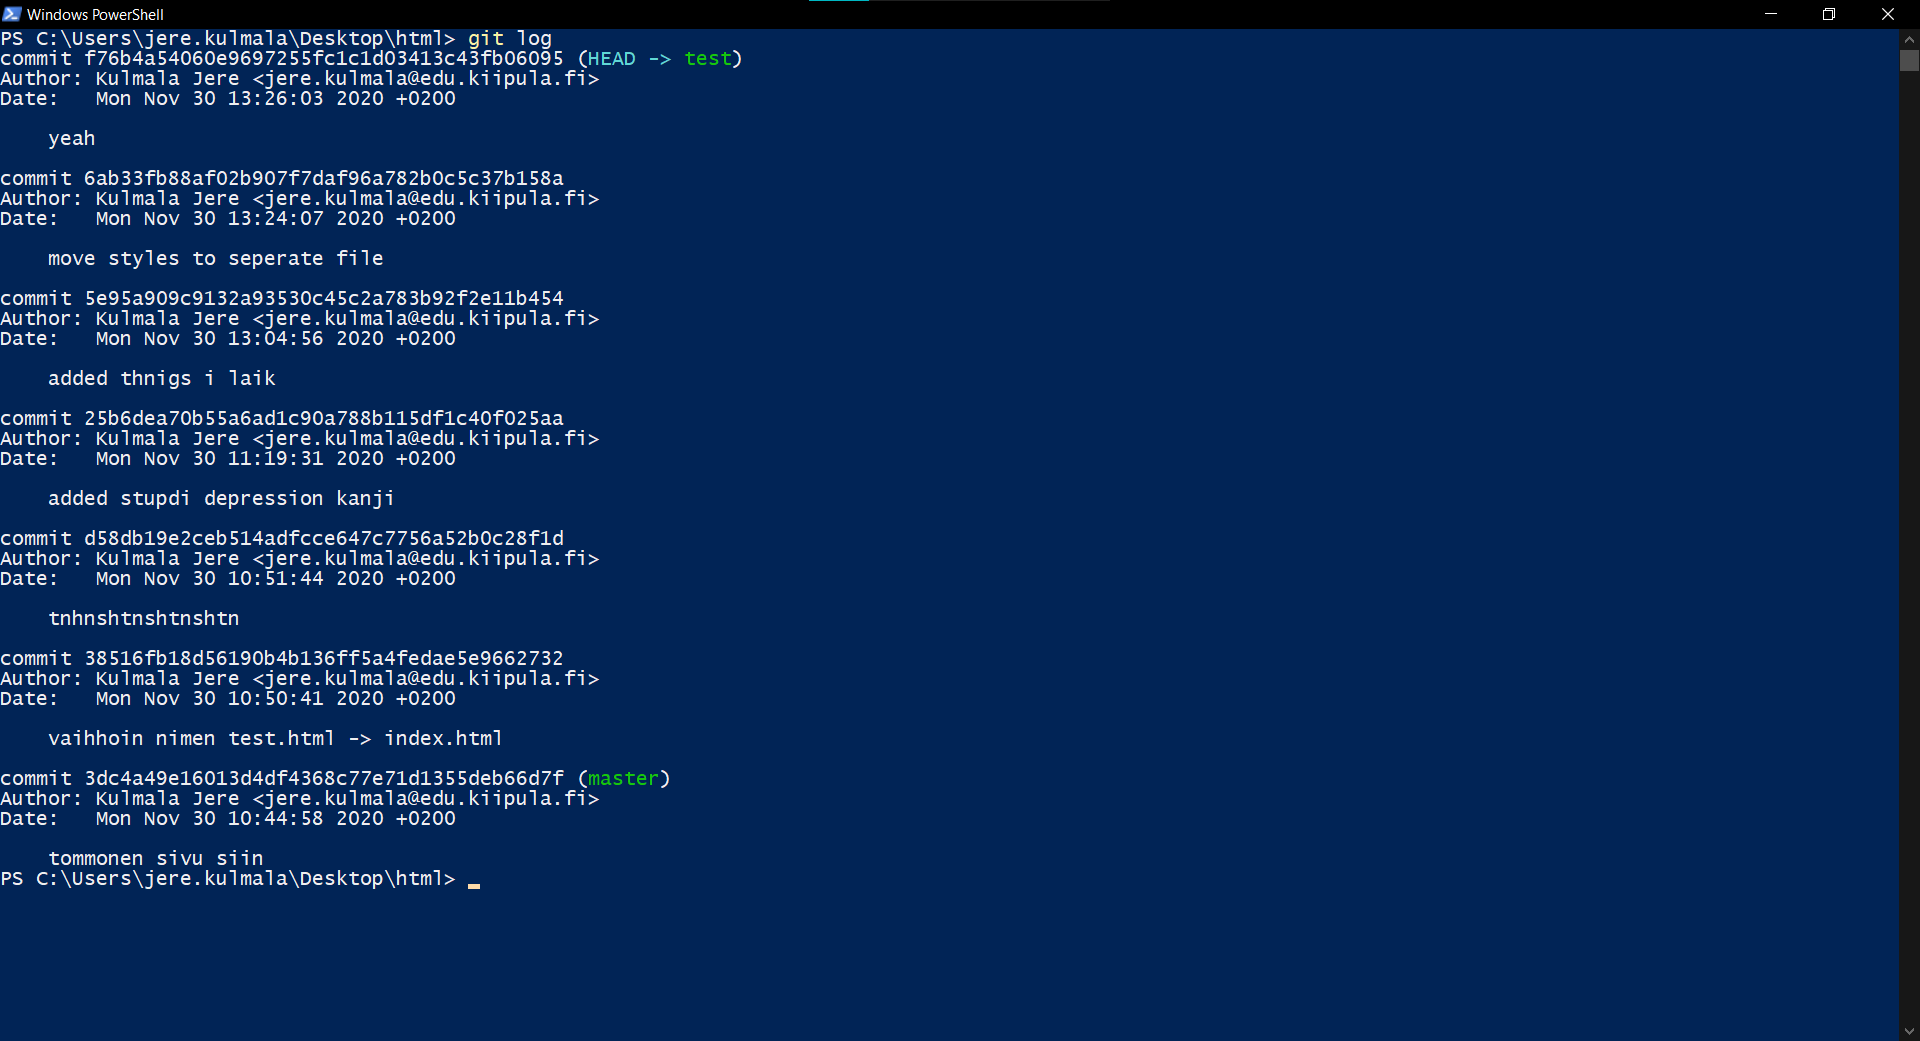 Windows PowerShell
PS C:\Users\jere.kulmala\Desktop\html> git log
commit f76b4a54060e9697255fc1c1d03413c43fb06095 (HEAD -> test)
Author: Kulmala Jere <jere.kulmala@edu.kiipula.fi>
Date:   Mon Nov 30 13:26:03 2020 +0200
    yeah
commit 6ab33fb88af02b907f7daf96a782b0c5c37b158a
Author: Kulmala Jere <jere.kulmala@edu.kiipula.fi>
Date:   Mon Nov 30 13:24:07 2020 +0200
    move styles to seperate file
commit 5e95a909c9132a93530c45c2a783b92f2e11b454
Author: Kulmala Jere <jere.kulmala@edu.kiipula.fi>
Date:   Mon Nov 30 13:04:56 2020 +0200
    added thnigs i laik
commit 25b6dea70b55a6ad1c90a788b115df1c40f025aa
Author: Kulmala Jere <jere.kulmala@edu.kiipula.fi>
Date:   Mon Nov 30 11:19:31 2020 +0200
    added stupdi depression kanji
commit d58db19e2ceb514adfcce647c7756a52b0c28f1d
Author: Kulmala Jere <jere.kulmala@edu.kiipula.fi>
Date:   Mon Nov 30 10:51:44 2020 +0200
    tnhnshtnshtnshtn
commit 38516fb18d56190b4b136ff5a4fedae5e9662732
Author: Kulmala Jere <jere.kulmala@edu.kiipula.fi>
Date:   Mon Nov 30 10:50:41 2020 +0200
    vaihhoin nimen test.html -> index.html
commit 3dc4a49e16013d4df4368c77e71d1355deb66d7f (master)
Author: Kulmala Jere <jere.kulmala@edu.kiipula.fi>
Date:   Mon Nov 30 10:44:58 2020 +0200
    tommonen sivu siin
PS C:\Users\jere.kulmala\Desktop\html>